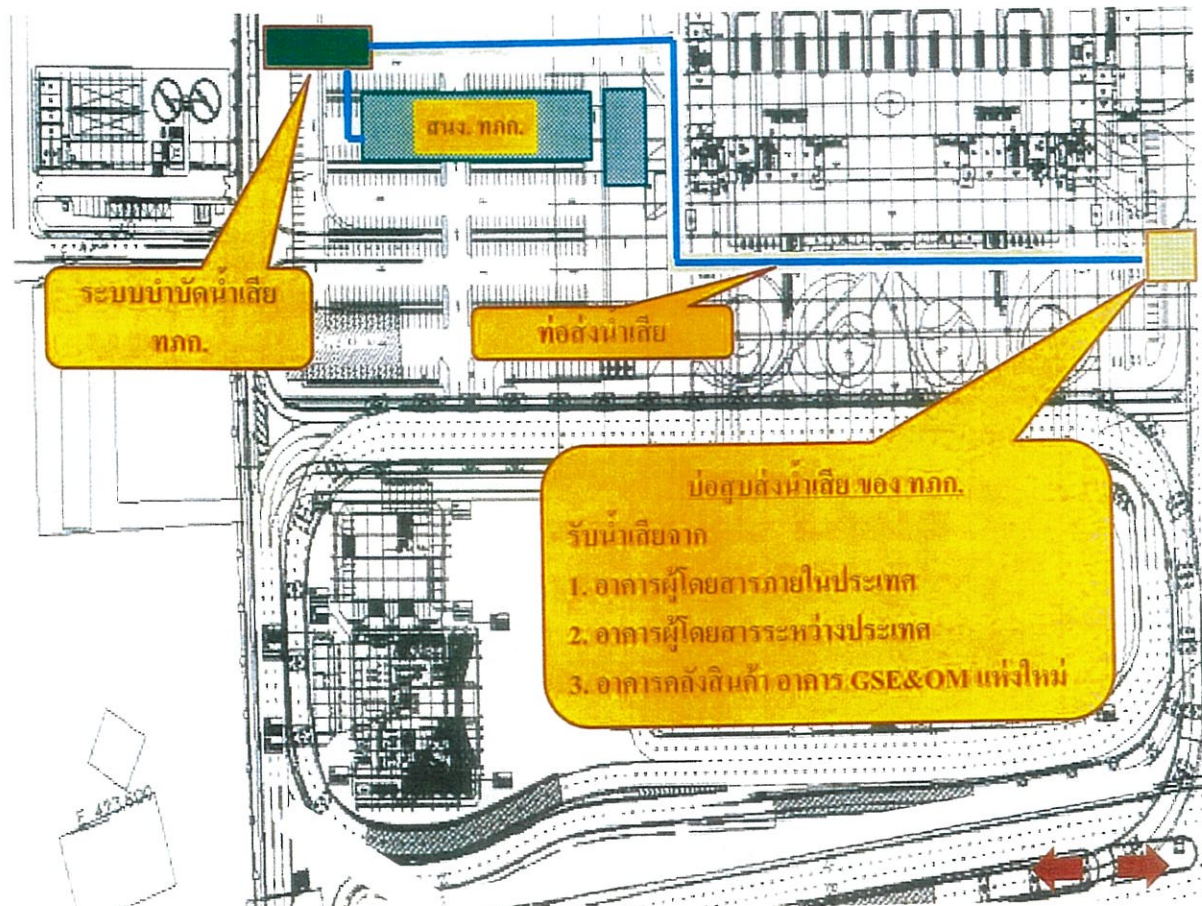 สนง. ทภก.
ระบบบำบัดน้ำเสีย
ทภก.
ท่อส่งน้ำเสีย
บ่อสูบส่งน้ำเสีย ของ ทภก.
รับน้ำเสียจาก
1. อาคารผู้โดยสารภายในประเทศ
2. อาคารผู้โดยสารระหว่างประเทศ
3. อาคารคลังสินค้า อาคาร GSE&OM แห่งใหม่